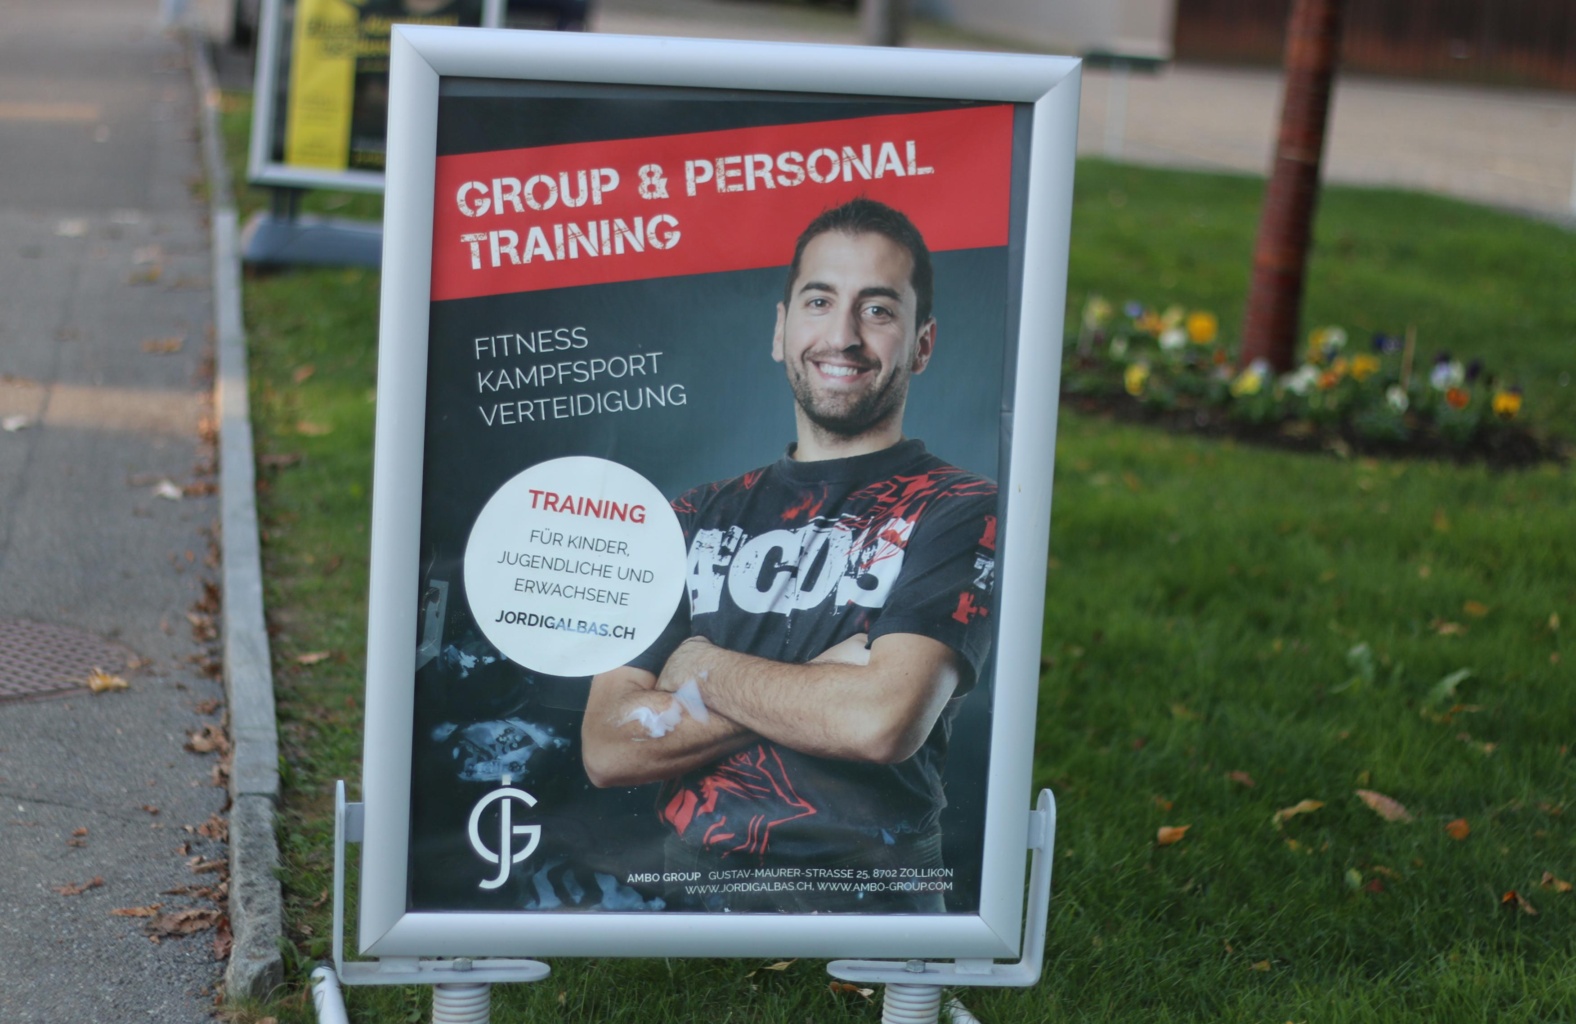 GROUP & PERSONAL
TRAINING
FITNESS
KAMPFSPORT
VERTEIDIGUNG
TRAINING
FÜR KINDER,
JUGENDLICHE UND
ERWACHSENE
JORDIGALBAS.CH
JG
AMBO GROUP GUSTAV-MAURER-STRASSE 25, 8702 ZOLLIKON
WWW.JORDIGALBAS.CH, WWW.AMBO-GROUP.COM